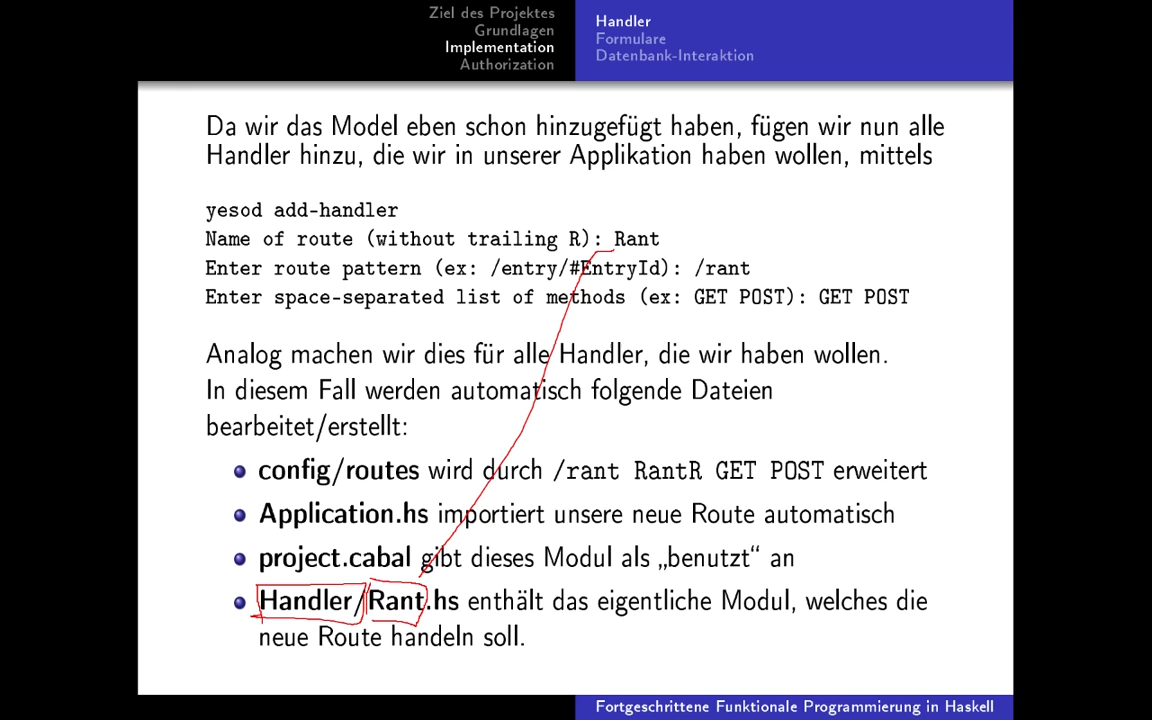 Ziel des Projektes
Grundlagen
Implementation
Authorization
Handler
Formulare
Datenbank-Interaktion
Da wir das Model eben schon hinzugefügt haben, fügen wir nun alle
Handler hinzu, die wir in unserer Applikation haben wollen, mittels
yesod add-handler
Name of route (without trailing R): Rant
Enter route pattern (ex: /entry/#EntryId): /rant
Enter space-separated list of methods (ex: GET POST): GET POST
Analog machen wir dies für alle Handler, die wir haben wollen.
In diesem Fall werden automatisch folgende Dateien
bearbeitet/erstellt:
config/routes wird durch /rant RantR GET POST erweitert
Application.hs importiert unsere neue Route automatisch
project.cabal gibt dieses Modul als „benutzt“ an
Handler/Rant.hs enthält das eigentliche Modul, welches die
neue Route handeln soll.
Fortgeschrittene Funktionale Programmierung in Haskell